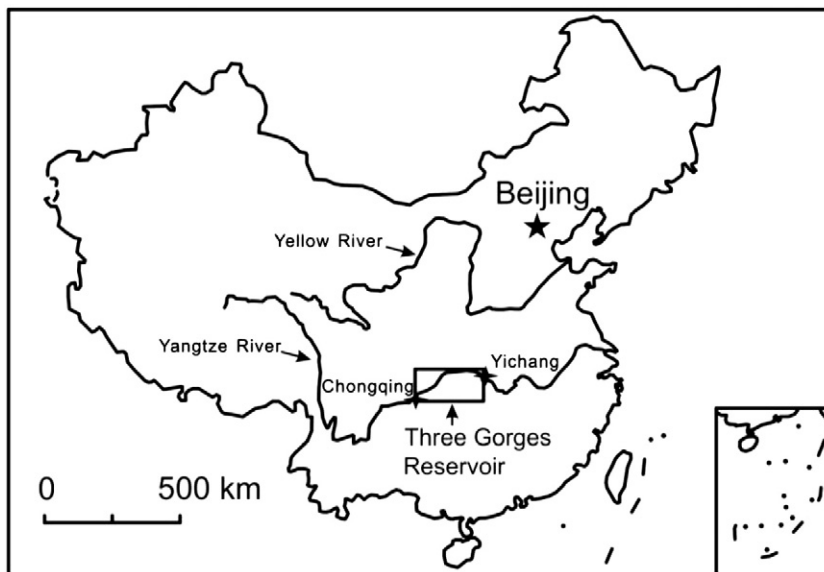 Beijing
Yellow River
Yangtze River
Yichang
Chongqing
Three Gorges
Reservoir
0 500 km